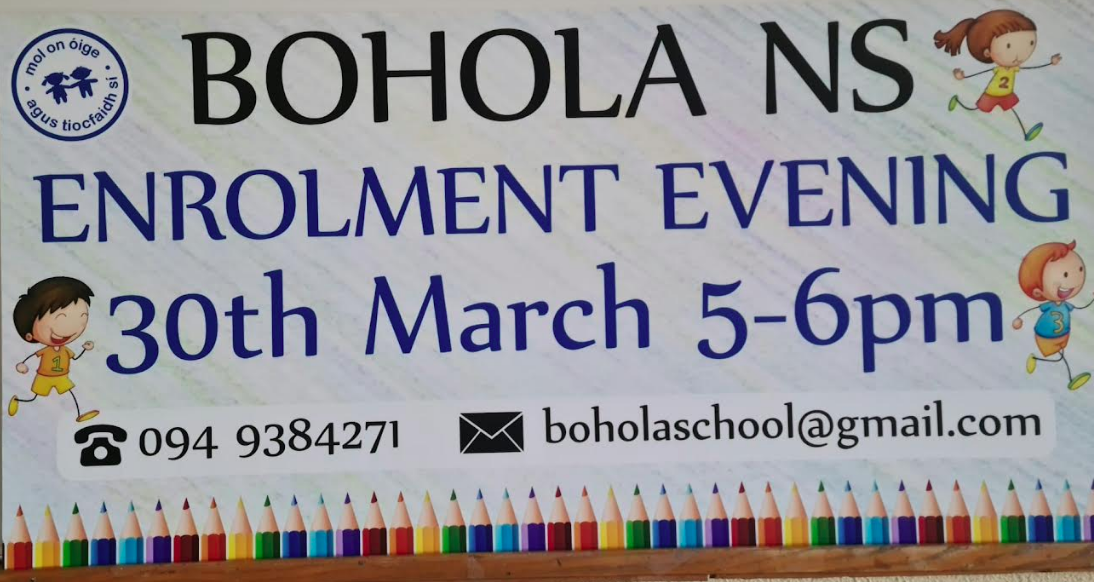 mol on óige
agus tiocfaidh sí
BOHOLA NS
2
ENROLMENT EVENING
30th March 5-6pm
1
3
094 9384271
boholaschool@gmail.com